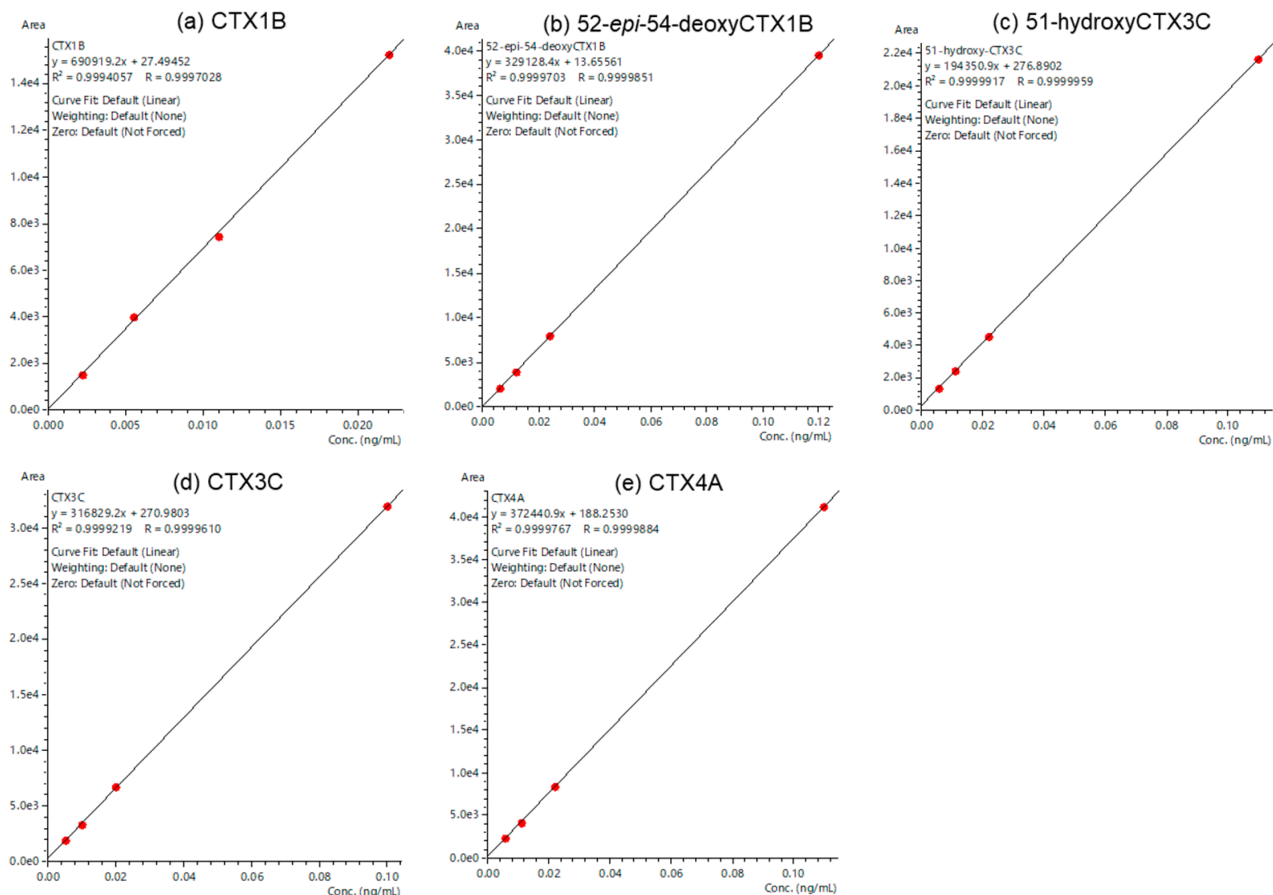 (a) CTX1B
Area
CTX1B
y = 690919.2x + 27.49452
R² = 0.9994057 R = 0.9997028
Curve Fit: Default (Linear)
Weighting: Default (None)
Zero: Default (Not Forced)
1.4e4
1.2e4
1.0e4
8.0e3
6.0e3
4.0e3
2.0e3
0.0e0
0.000 0.005 0.010 0.015 0.020
Conc. (ng/mL)
(b) 52-epi-54-deoxyCTX1B
Area
52-epi-54-deoxyCTX1B
y = 329128.4x + 13.65561
R² = 0.9999703 R = 0.9999851
Curve Fit: Default (Linear)
Weighting: Default (None)
Zero: Default (Not Forced)
4.0e4
3.5e4
3.0e4
2.5e4
2.0e4
1.5e4
1.0e4
5.0e3
0.0e0
0.00 0.02 0.04 0.06 0.08 0.10 0.12
Conc. (ng/mL)
(c) 51-hydroxyCTX3C
Area
51-hydroxy-CTX3C
y = 194350.9x + 276.8902
R² = 0.9999917 R = 0.9999959
Curve Fit: Default (Linear)
Weighting: Default (None)
Zero: Default (Not Forced)
2.2e4
2.0e4
1.8e4
1.6e4
1.4e4
1.2e4
1.0e4
8.0e3
6.0e3
4.0e3
2.0e3
0.0e0
0.00 0.02 0.04 0.06 0.08 0.10
Conc. (ng/mL)
(d) CTX3C
Area
CTX3C
y = 316829.2x + 270.9803
R² = 0.9999219 R = 0.9999610
Curve Fit: Default (Linear)
Weighting: Default (None)
Zero: Default (Not Forced)
3.0e4
2.5e4
2.0e4
1.5e4
1.0e4
5.0e3
0.0e0
0.00 0.02 0.04 0.06 0.08 0.10
Conc. (ng/mL)
(e) CTX4A
Area
CTX4A
y = 372440.9x + 188.2530
R² = 0.9999767 R = 0.9999884
Curve Fit: Default (Linear)
Weighting: Default (None)
Zero: Default (Not Forced)
4.0e4
3.5e4
3.0e4
2.5e4
2.0e4
1.5e4
1.0e4
5.0e3
0.0e0
0.00 0.02 0.04 0.06 0.08 0.10
Conc. (ng/mL)